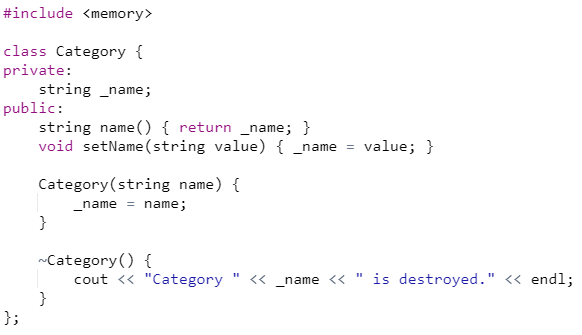 #include <memory>
class Category {
private:
    string _name;
public:
    string name() { return _name; }
    void setName(string value) { _name = value; }
    Category(string name) {
        _name = name;
    }
    ~Category() {
        cout << "Category " << _name << " is destroyed." << endl;
    }
};